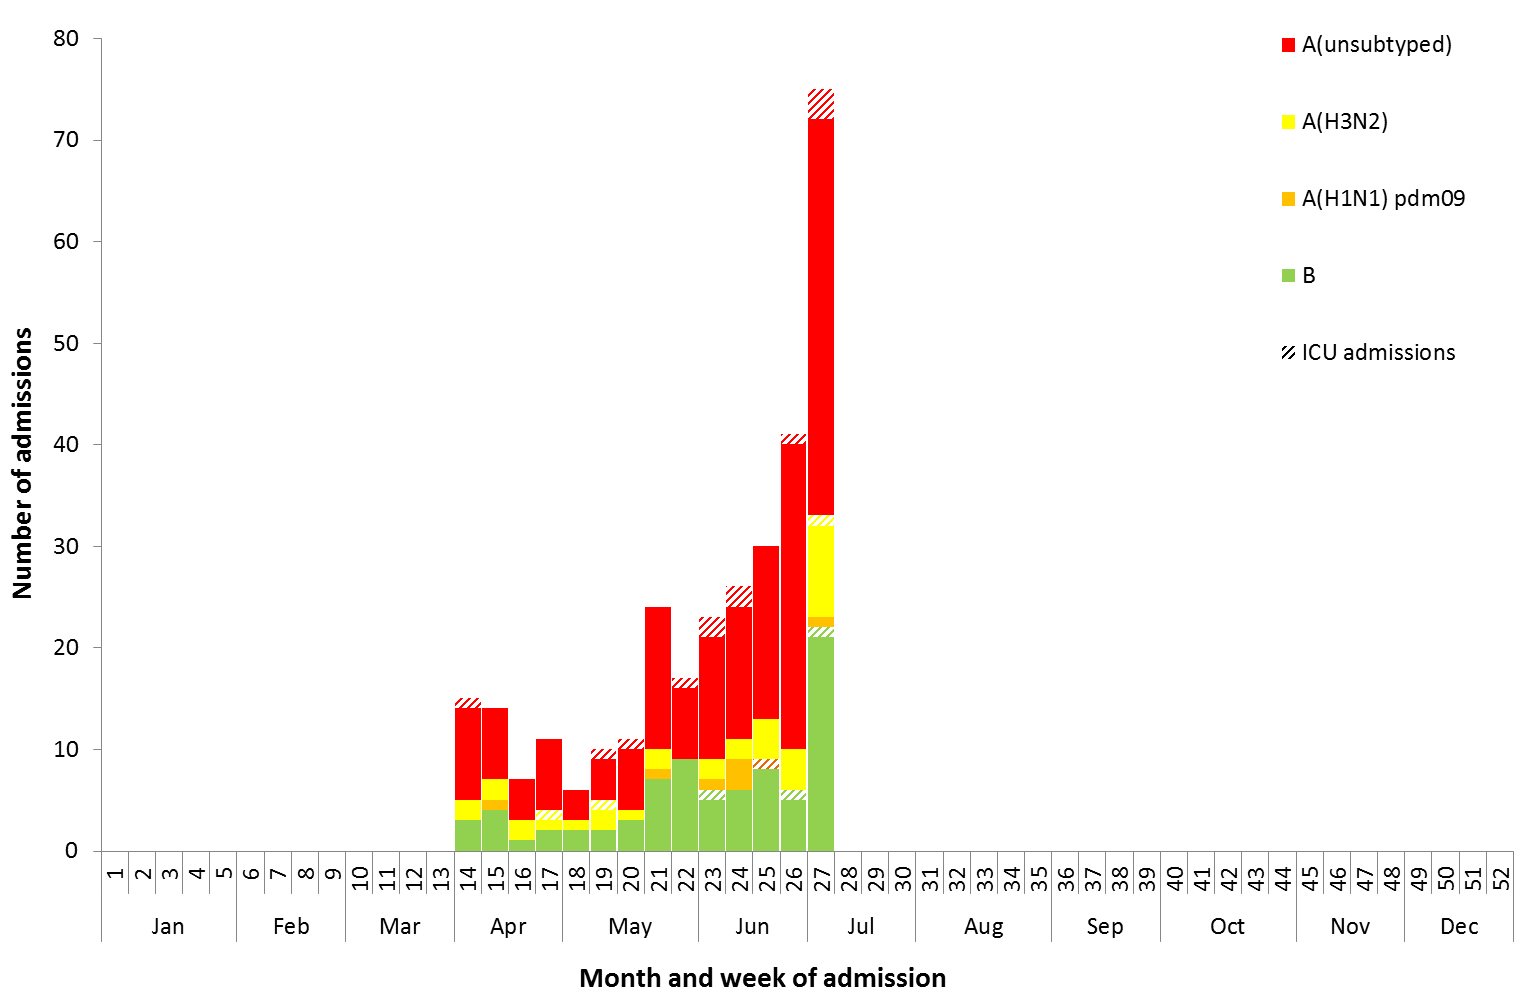 80
70
60
50
40
30
20
10
0
Number of admissions
A(unsubtyped)
A(H3N2)
A(H1N1) pdm09
B
ICU admissions
1 2 3 4 5 6 7 8 9 10 11 12 13 14 15 16 17 18 19 20 21 22 23 24 25 26 27 28 29 30 31 32 33 34 35 36 37 38 39 40 41 42 43 44 45 46 47 48 49 50 51 52
Jan Feb Mar Apr May Jun Jul Aug Sep Oct Nov Dec
Month and week of admission